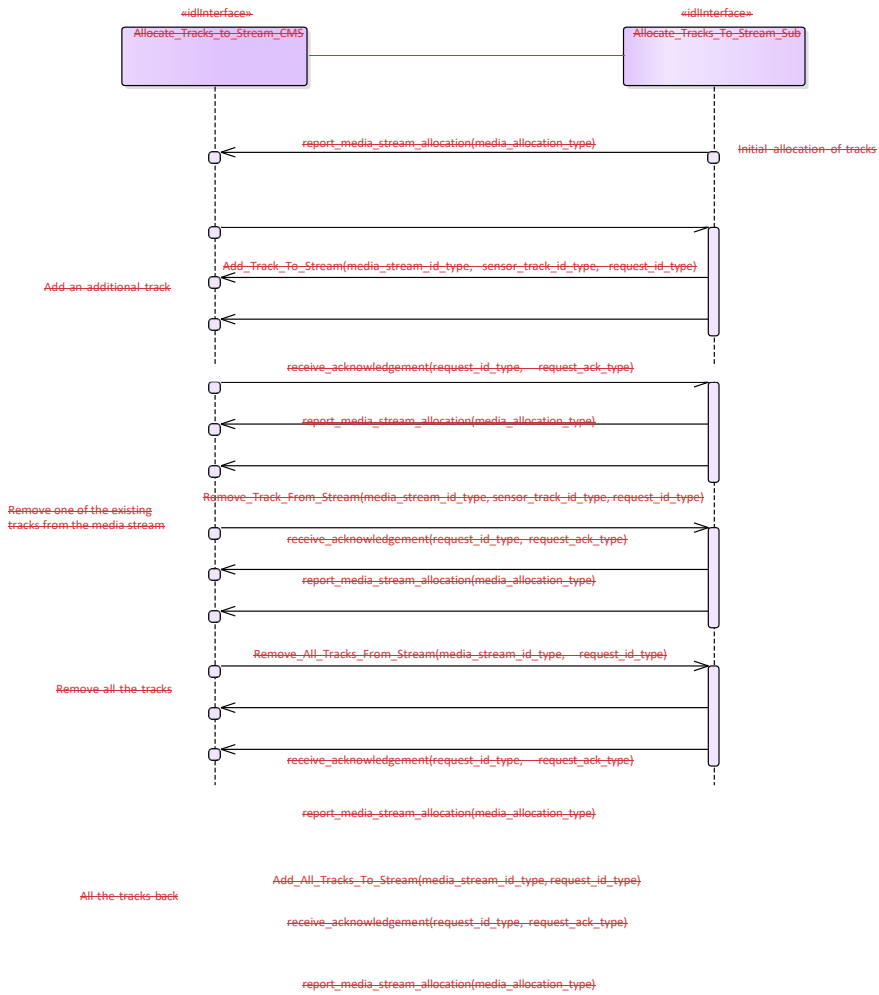 «idlInterface»
«idlInterface»
Allocate_Tracks_to_Stream_CMS
Allocate_Tracks_To_Stream_Sub
report_media_stream_allocation(media_allocation_type)
Initial allocation of tracks
Add_Track_To_Stream(media_stream_id_type, sensor_track_id_type, request_id_type)
Add an additional track
receive_acknowledgement(request_id_type, request_ack_type)
report_media_stream_allocation(media_allocation_type)
Remove_Track_From_Stream(media_stream_id_type, sensor_track_id_type, request_id_type)
Remove one of the existing
tracks from the media stream
receive_acknowledgement(request_id_type, request_ack_type)
report_media_stream_allocation(media_allocation_type)
Remove_All_Tracks_From_Stream(media_stream_id_type, request_id_type)
Remove all the tracks
receive_acknowledgement(request_id_type, request_ack_type)
report_media_stream_allocation(media_allocation_type)
Add_All_Tracks_To_Stream(media_stream_id_type, request_id_type)
All the tracks back
receive_acknowledgement(request_id_type, request_ack_type)
report_media_stream_allocation(media_allocation_type)